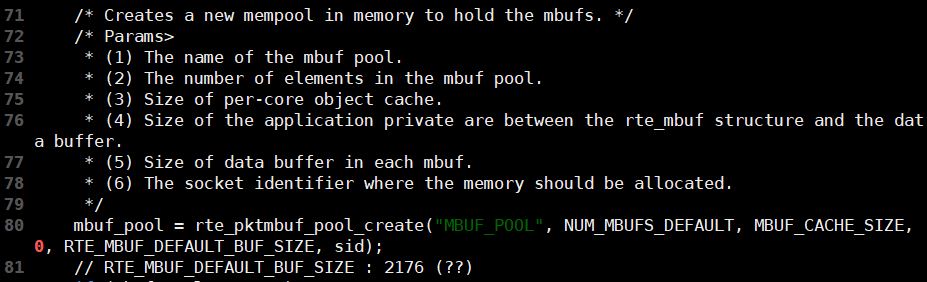 71 /* Creates a new mempool in memory to hold the mbufs. */
72 /* Params>
73 * (1) The name of the mbuf pool.
74 * (2) The number of elements in the mbuf pool.
75 * (3) Size of per-core object cache.
76 * (4) Size of the application private are between the rte_mbuf structure and the dat
a buffer.
77 * (5) Size of data buffer in each mbuf.
78 * (6) The socket identifier where the memory should be allocated.
79 */
80 mbuf_pool = rte_pktmbuf_pool_create("MBUF_POOL", NUM_MBUFS_DEFAULT, MBUF_CACHE_SIZE,
0, RTE_MBUF_DEFAULT_BUF_SIZE, sid);
81 // RTE_MBUF_DEFAULT_BUF_SIZE : 2176 (??)